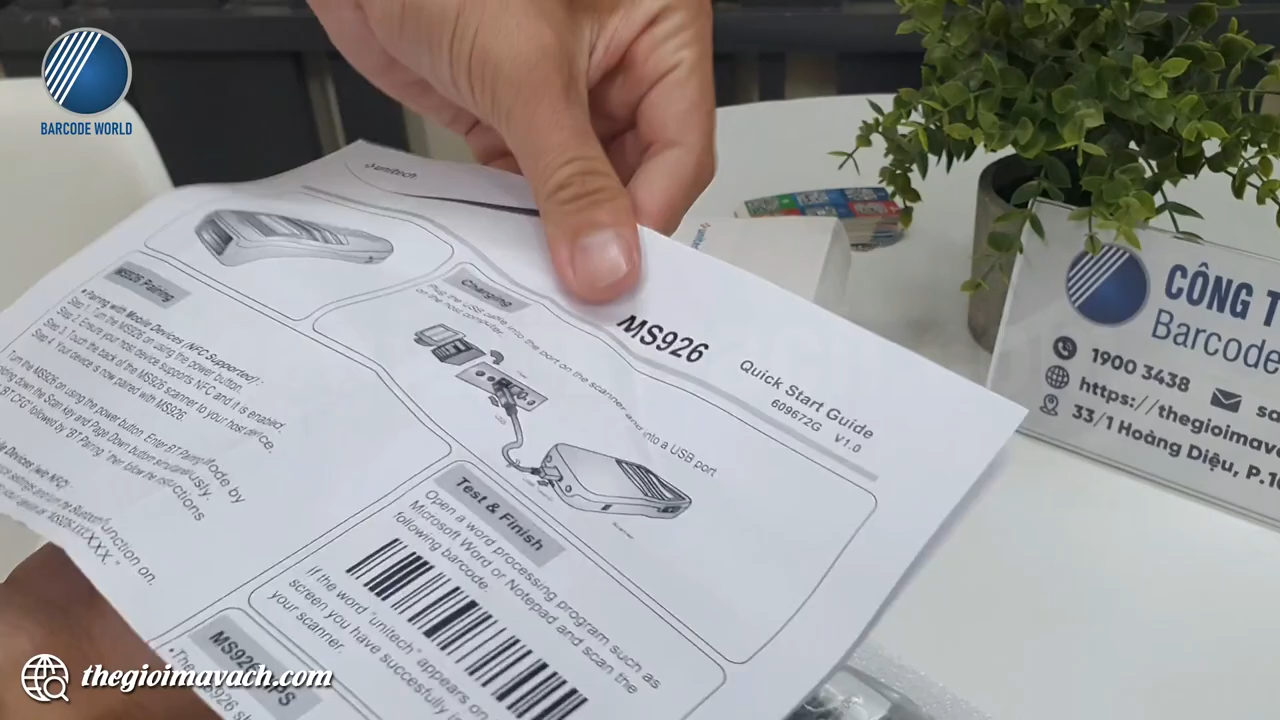 BARCODE WORLD
unitech
MS926
Quick Start Guide
609672G V1.0
Charging
Plug the USB cable into the port on the scanner and into a USB port
on the host computer.
MS926 Pairing
* Pairing with Mobile Devices (NFC Supported) :
Step 1. Turn the MS926 on using the power button.
Step 2. Ensure your host device supports NFC and it is enabled.
Step 3. Touch the back of the MS926 scanner to your host device.
Step 4. Your device is now paired with MS926.
Turn the MS926 on using the power button. Enter BT Pairing Mode by
holding down the Scan Key and Page Down button simultaneously.
"BT CFG" followed by "BT Pairing" then follow the instructions
Test & Finish
Open a word processing program such as
Microsoft Word or Notepad and scan the
following barcode.
If the word "unitech" appears on
screen you have successfully
your scanner.
CÔNG T
Barcode
1900 3438
https://thegioimav
33/1 Hoàng Diệu, P.10
thegioimavach.com